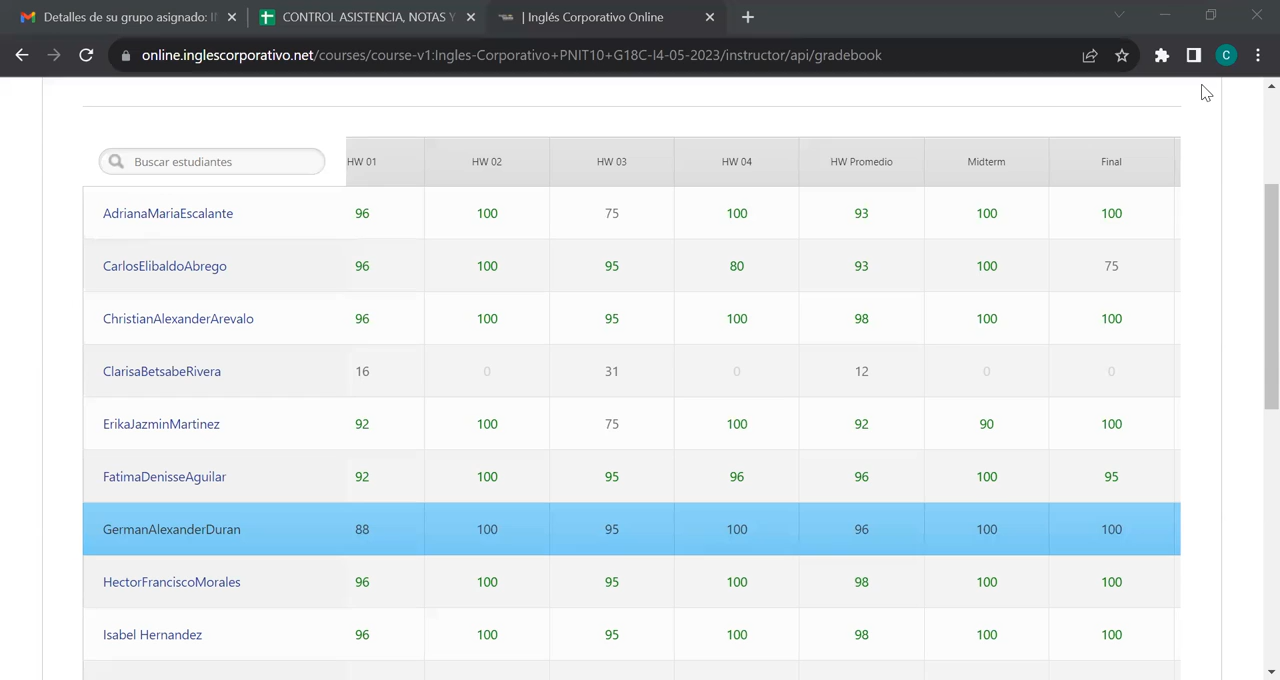 Detalles de su grupo asignado: I
CONTROL ASISTENCIA, NOTAS Y
| Inglés Corporativo Online
online.inglescorporativo.net/courses/course-v1:Ingles-Corporativo+PNIT10+G18C-I4-05-2023/instructor/api/gradebook
C
Buscar estudiantes HW 01 HW 02 HW 03 HW 04 HW Promedio Midterm Final
AdrianaMariaEscalante 96 100 75 100 93 100 100
CarlosElibaldoAbrego 96 100 95 80 93 100 75
ChristianAlexanderArevalo 96 100 95 100 98 100 100
ClarisaBetsabeRivera 16 0 31 0 12 0 0
ErikaJazminMartinez 92 100 75 100 92 90 100
FatimaDenisseAguilar 92 100 95 96 96 100 95
GermanAlexanderDuran 88 100 95 100 96 100 100
HectorFranciscoMorales 96 100 95 100 98 100 100
Isabel Hernandez 96 100 95 100 98 100 100